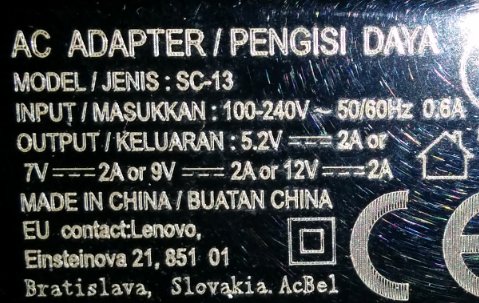 AC ADAPTER / PENGISI DAYA
MODEL / JENIS : SC-13
INPUT / MASUKKAN : 100-240V ~ 50/60Hz 0.6A
OUTPUT / KELUARAN : 5.2V ⎓ 2A or
7V ⎓ 2A or 9V ⎓ 2A or 12V ⎓ 2A
MADE IN CHINA / BUATAN CHINA
EU contact:Lenovo,
Einsteinova 21, 851 01
Bratislava, Slovakia. AcBel
CE